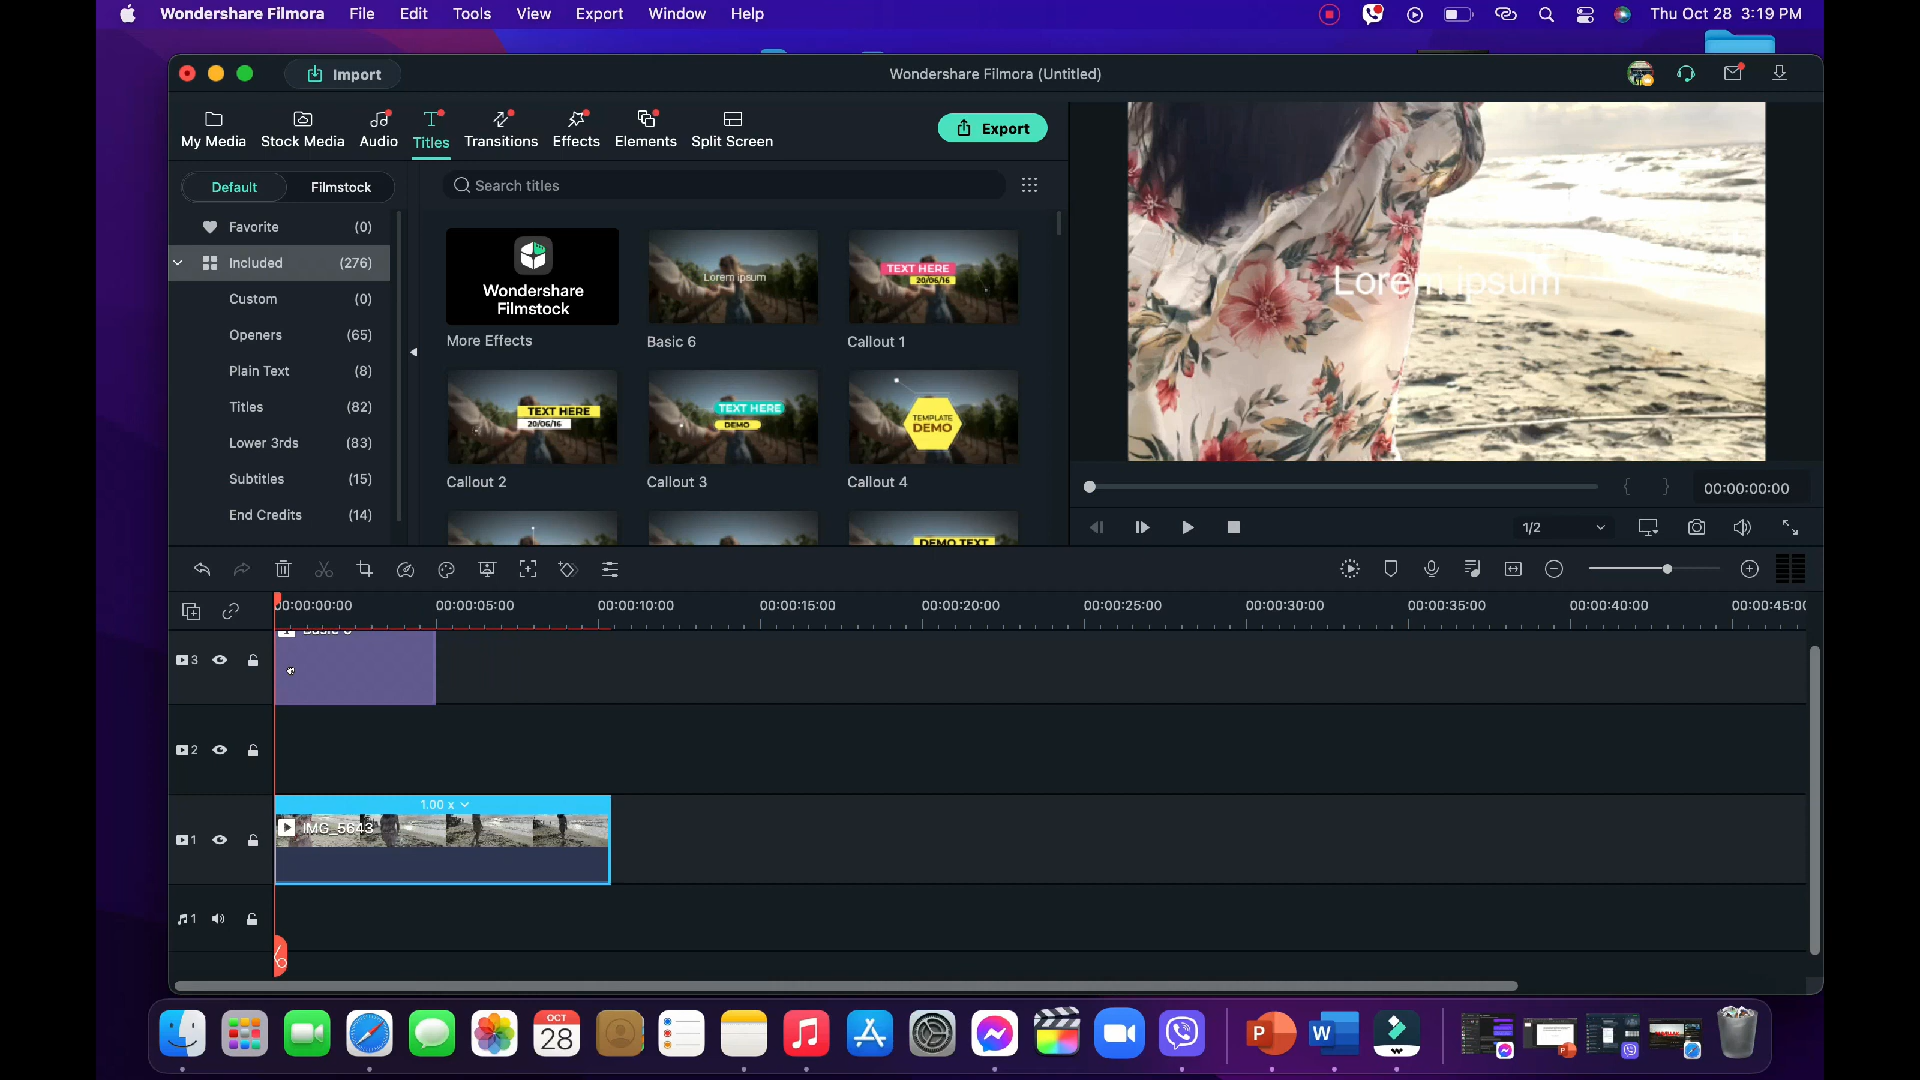 Wondershare Filmora File Edit Tools View Export Window Help Thu Oct 28 3:19 PM
Import Wondershare Filmora (Untitled)
My Media Stock Media Audio Titles Transitions Effects Elements Split Screen Export
Default Filmstock Search titles
Favorite (0)
Included (276)
Custom (0)
Openers (65)
Plain Text (8)
Titles (82)
Lower 3rds (83)
Subtitles (15)
End Credits (14)
Wondershare
Filmstock
More Effects
Lorem ipsum
Basic 6
TEXT HERE
20/06/16
Callout 1
TEXT HERE
20/06/16
Callout 2
TEXT HERE
DEMO
Callout 3
TEMPLATE
DEMO
Callout 4
DEMO TEXT
Lorem ipsum
00:00:00:00
1/2
00:00:00:00 00:00:05:00 00:00:10:00 00:00:15:00 00:00:20:00 00:00:25:00 00:00:30:00 00:00:35:00 00:00:40:00 00:00:45:0
Basic 6
3
2
1.00 x
IMG_5643
1
1
OCT
28
P W